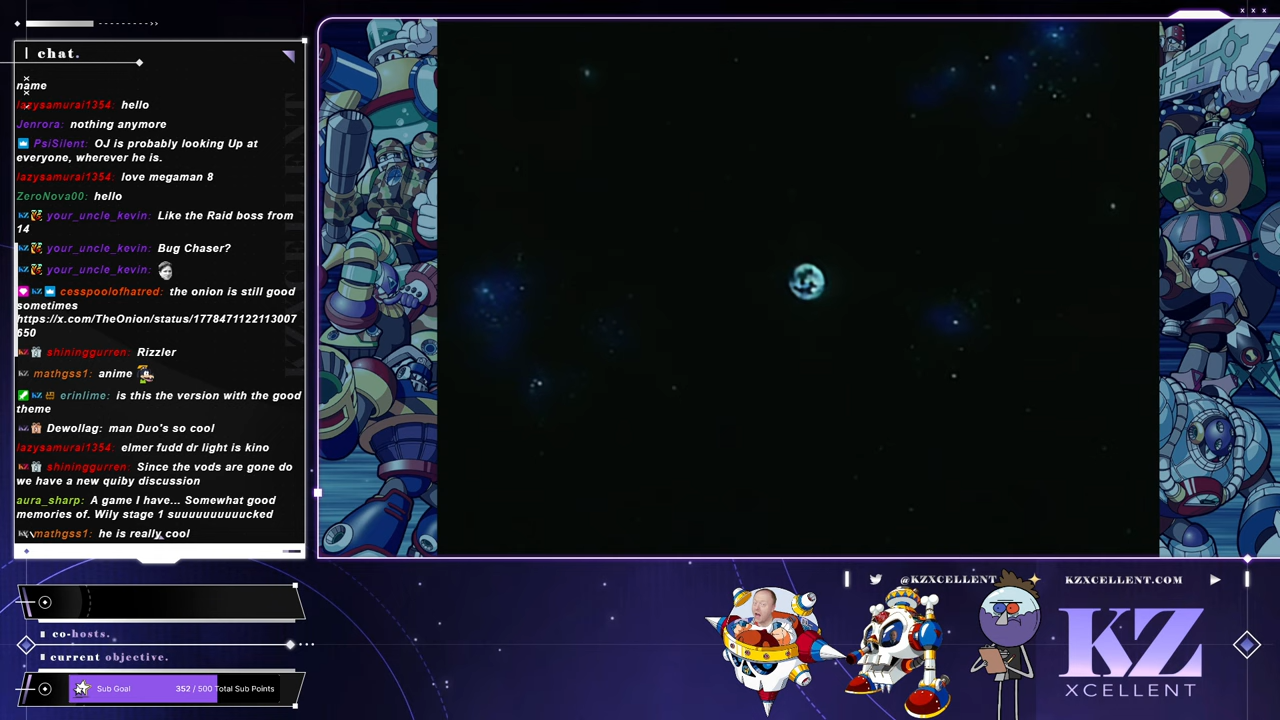 chat.
name
lazysamurai1354: hello
Jenrora: nothing anymore
PsiSilent: OJ is probably looking Up at
everyone, wherever he is.
lazysamurai1354: love megaman 8
ZeroNova00: hello
your_uncle_kevin: Like the Raid boss from
14
your_uncle_kevin: Bug Chaser?
your_uncle_kevin:
cesspoolofhatred: the onion is still good
sometimes
https://x.com/TheOnion/status/1778471122113007
650
shininggurren: Rizzler
mathgss1: anime
erinlime: is this the version with the good
theme
Dewollag: man Duo's so cool
lazysamurai1354: elmer fudd dr light is kino
shininggurren: Since the vods are gone do
we have a new quiby discussion
aura_sharp: A game I have... Somewhat good
memories of. Wily stage 1 suuuuuuuuuucked
mathgss1: he is really cool
KZXCELLENT
co-hosts.
current objective.
Sub Goal 352 / 500 Total Sub Points
@KZXCELLENT
KZXCELLENT.COM
KZ
XCELLENT